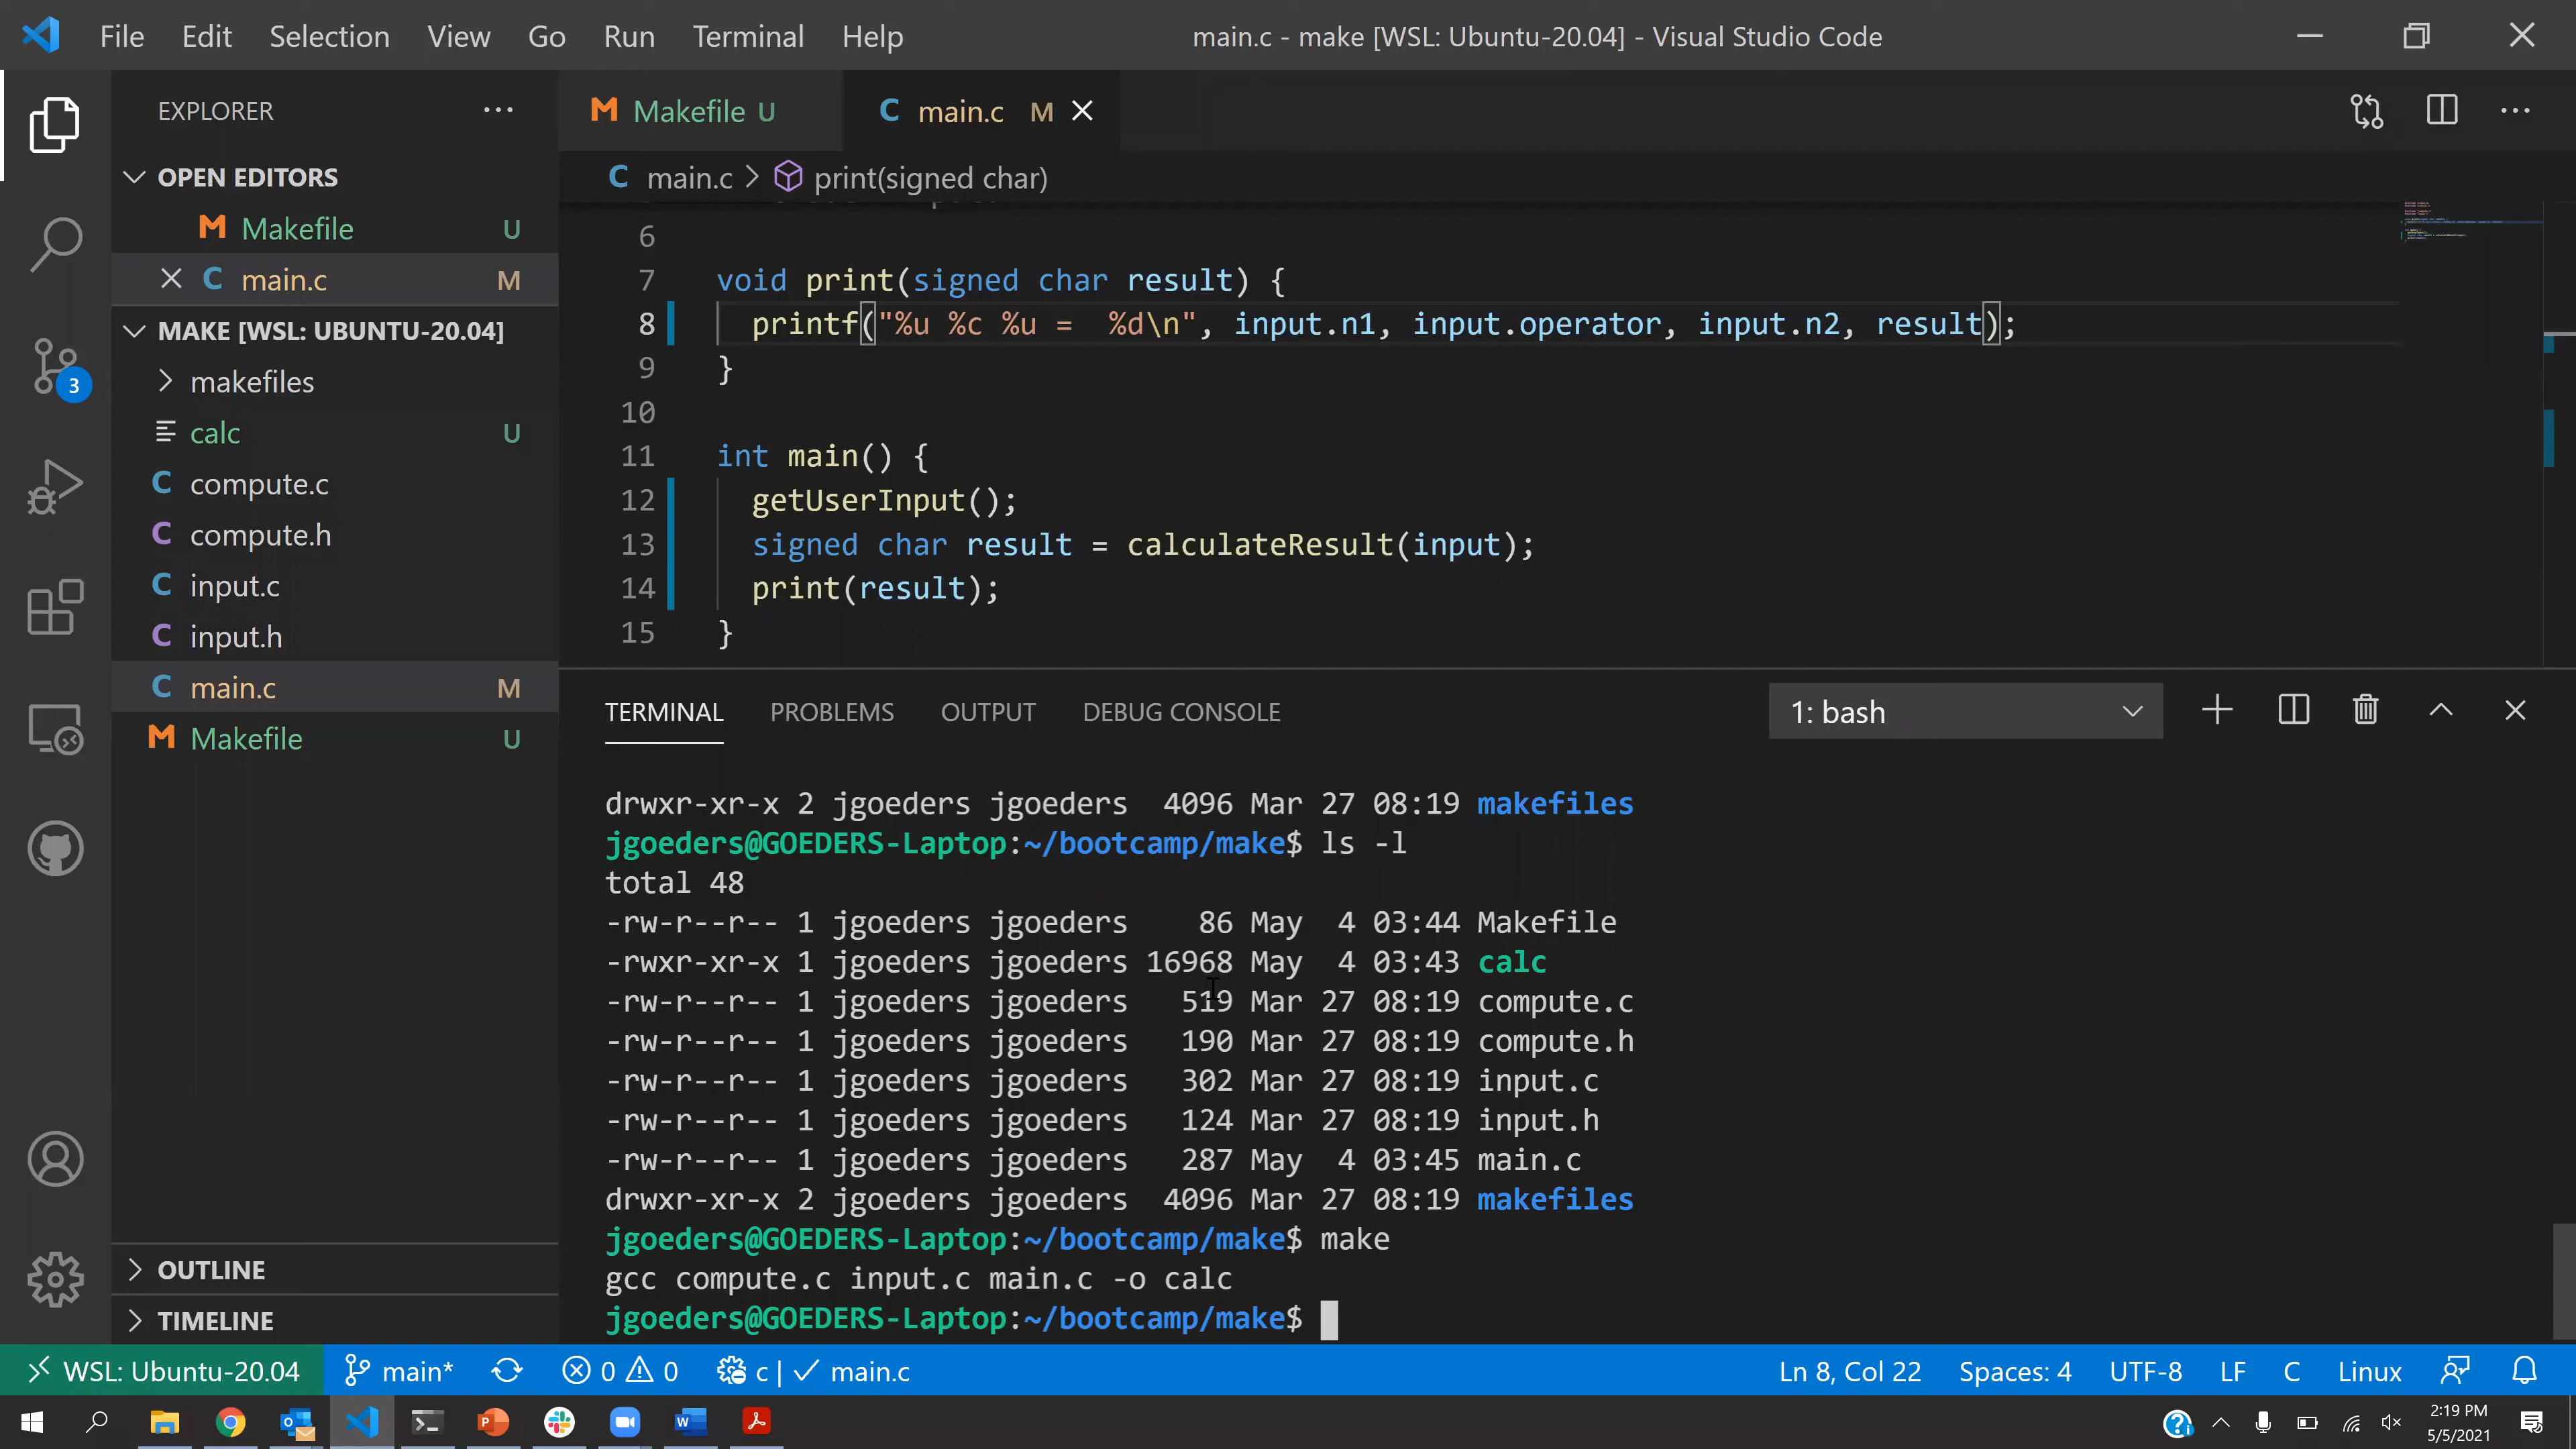 File Edit Selection View Go Run Terminal Help
main.c - make [WSL: Ubuntu-20.04] - Visual Studio Code
EXPLORER
OPEN EDITORS
Makefile U
main.c M
MAKE [WSL: UBUNTU-20.04]
makefiles
calc U
compute.c
compute.h
input.c
input.h
main.c M
Makefile U
OUTLINE
TIMELINE
3
Makefile U
main.c M
main.c > print(signed char)
6
7 void print(signed char result) {
8 printf("%u %c %u =  %d\n", input.n1, input.operator, input.n2, result);
9 }
10
11 int main() {
12 getUserInput();
13 signed char result = calculateResult(input);
14 print(result);
15 }
TERMINAL PROBLEMS OUTPUT DEBUG CONSOLE
1: bash
drwxr-xr-x 2 jgoeders jgoeders  4096 Mar 27 08:19 makefiles
jgoeders@GOEDERS-Laptop:~/bootcamp/make$ ls -l
total 48
-rw-r--r-- 1 jgoeders jgoeders    86 May  4 03:44 Makefile
-rwxr-xr-x 1 jgoeders jgoeders 16968 May  4 03:43 calc
-rw-r--r-- 1 jgoeders jgoeders   519 Mar 27 08:19 compute.c
-rw-r--r-- 1 jgoeders jgoeders   190 Mar 27 08:19 compute.h
-rw-r--r-- 1 jgoeders jgoeders   302 Mar 27 08:19 input.c
-rw-r--r-- 1 jgoeders jgoeders   124 Mar 27 08:19 input.h
-rw-r--r-- 1 jgoeders jgoeders   287 May  4 03:45 main.c
drwxr-xr-x 2 jgoeders jgoeders  4096 Mar 27 08:19 makefiles
jgoeders@GOEDERS-Laptop:~/bootcamp/make$ make
gcc compute.c input.c main.c -o calc
jgoeders@GOEDERS-Laptop:~/bootcamp/make$
WSL: Ubuntu-20.04 main* 0 0 c | ✓ main.c
Ln 8, Col 22 Spaces: 4 UTF-8 LF C Linux
2:19 PM
5/5/2021